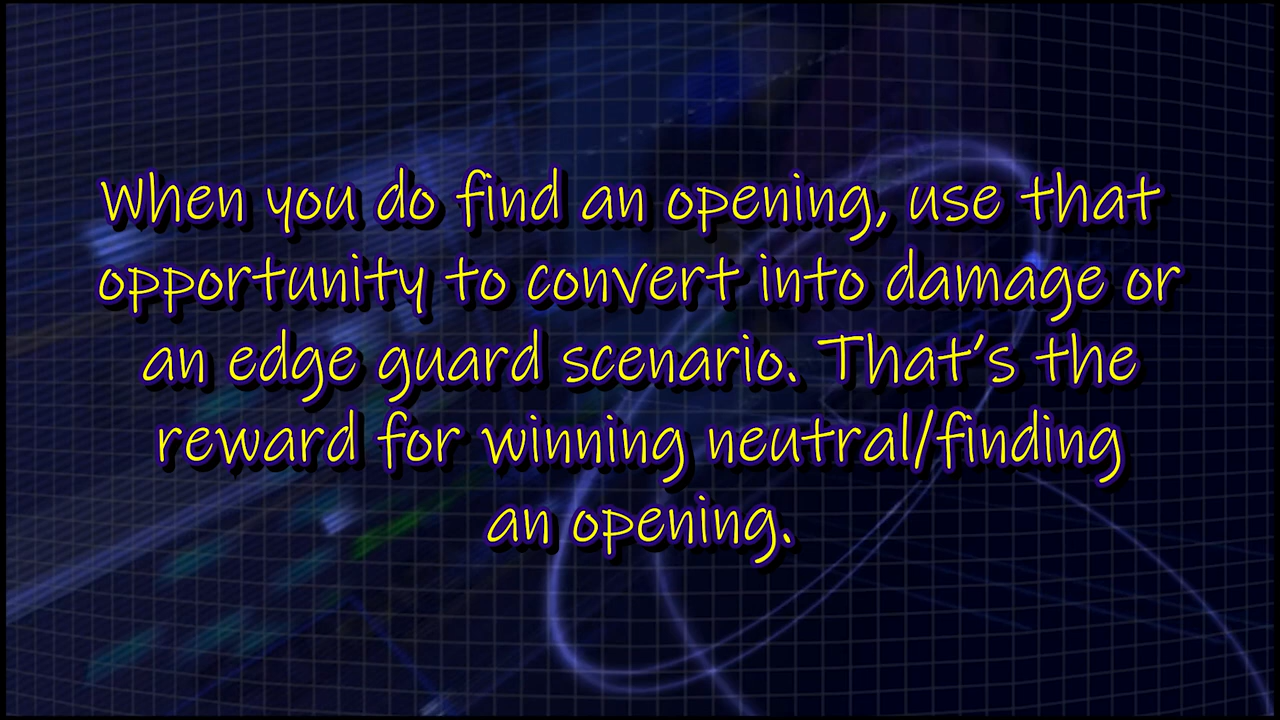 When you do find an opening, use that
opportunity to convert into damage or
an edge guard scenario. That's the
reward for winning neutral/finding
an opening.